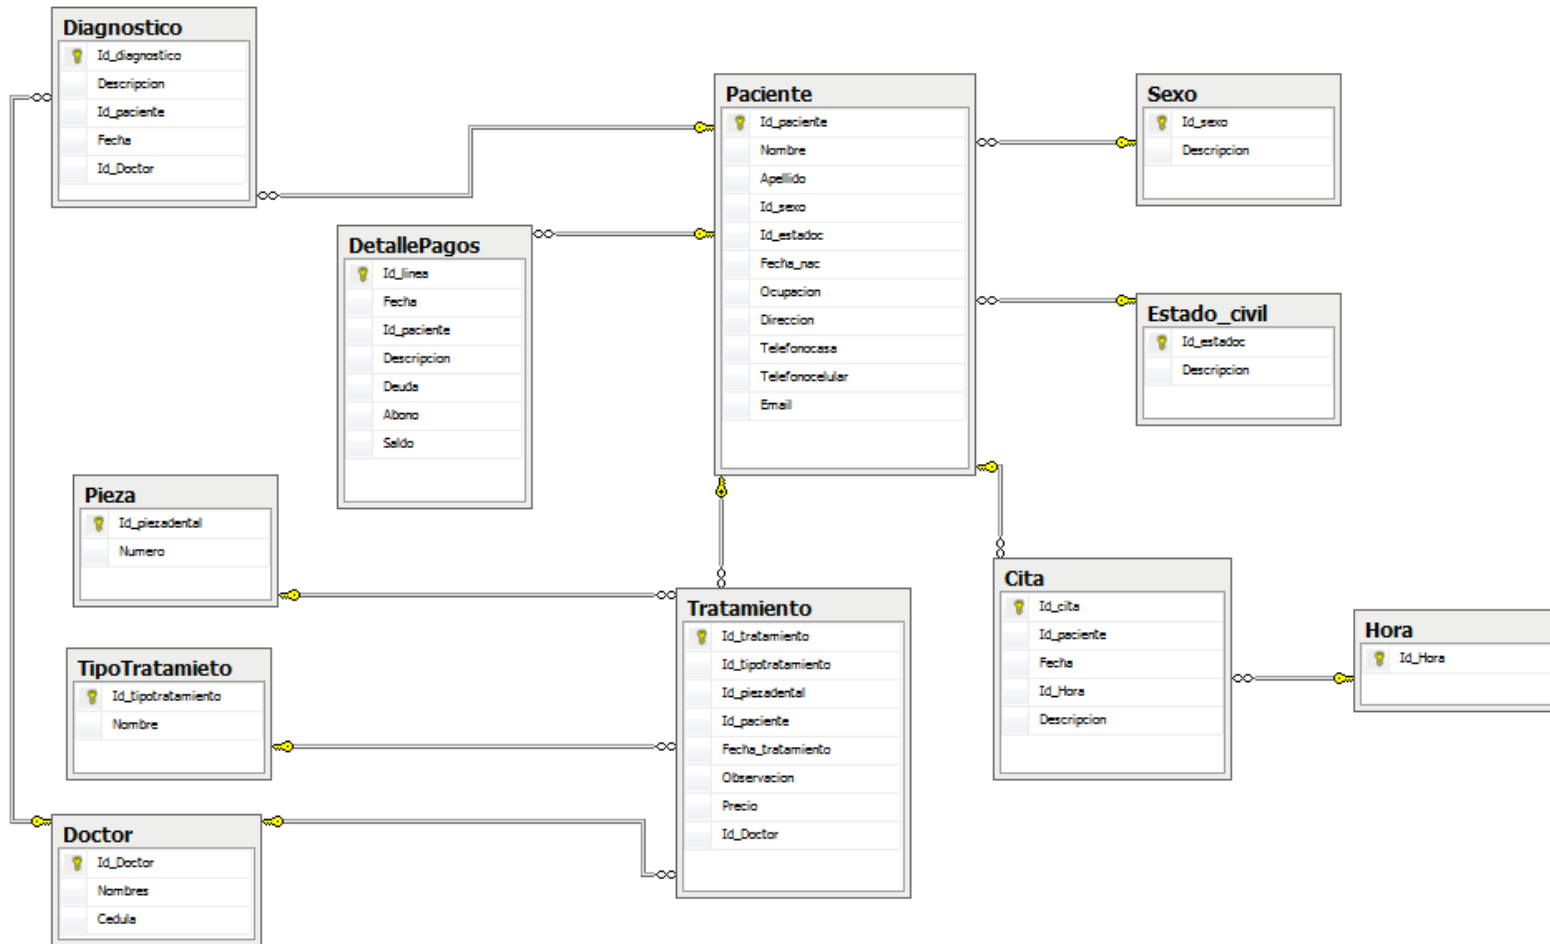 Diagnostico
Id_diagnostico
Descripcion
Id_paciente
Fecha
Id_Doctor
Paciente
Id_paciente
Nombre
Apellido
Id_sexo
Id_estadoc
Fecha_nac
Ocupacion
Direccion
Telefonocasa
Telefonocelular
Email
Sexo
Id_sexo
Descripcion
DetallePagos
Id_linea
Fecha
Id_paciente
Descripcion
Deuda
Abono
Saldo
Estado_civil
Id_estadoc
Descripcion
Pieza
Id_piezadental
Numero
TipoTratamieto
Id_tipotratamiento
Nombre
Tratamiento
Id_tratamiento
Id_tipotratamiento
Id_piezadental
Id_paciente
Fecha_tratamiento
Observacion
Precio
Id_Doctor
Cita
Id_cita
Id_paciente
Fecha
Id_Hora
Descripcion
Hora
Id_Hora
Doctor
Id_Doctor
Nombres
Cedula